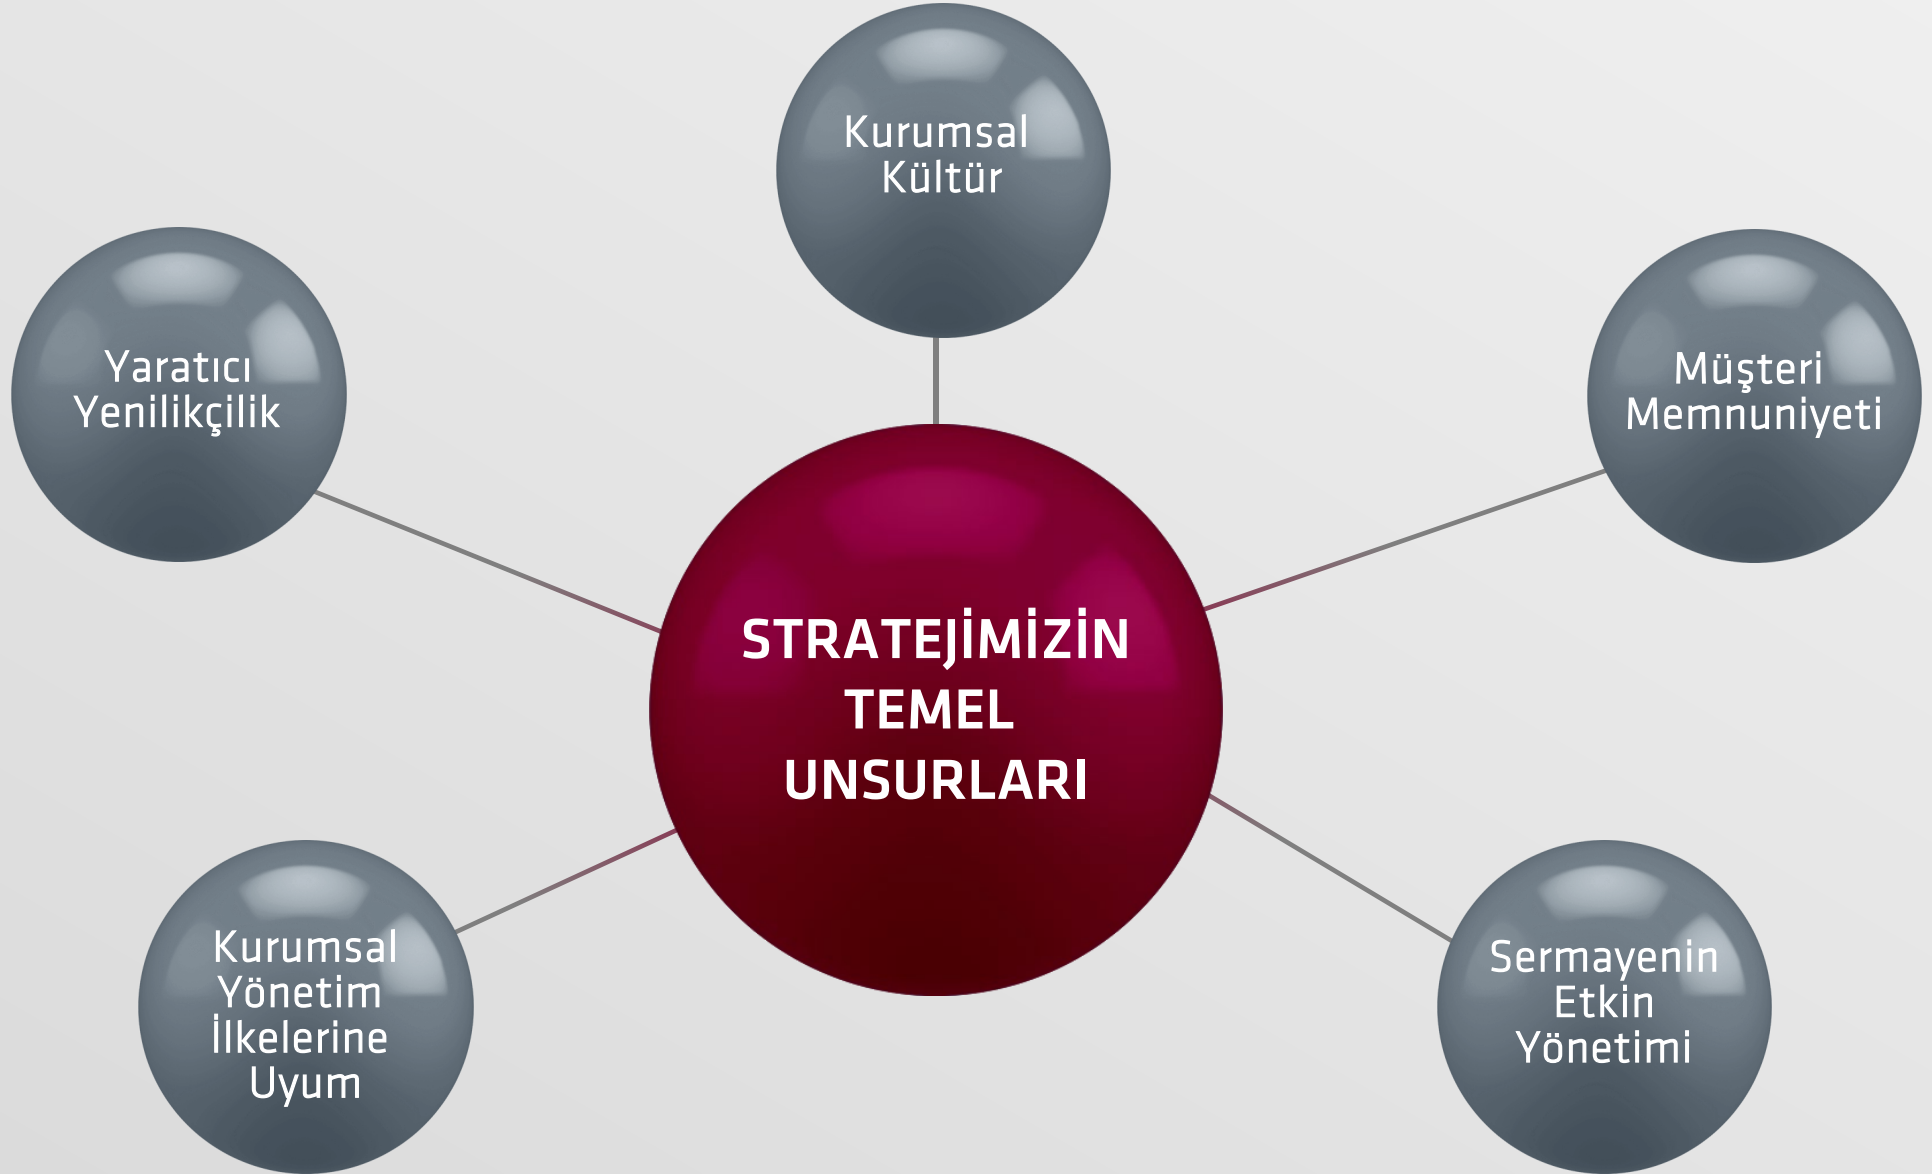 Kurumsal
Kültür
Yaratıcı
Yenilikçilik
Müşteri
Memnuniyeti
STRATEJİMİZİN
TEMEL
UNSURLARI
Kurumsal
Yönetim
İlkelerine
Uyum
Sermayenin
Etkin
Yönetimi